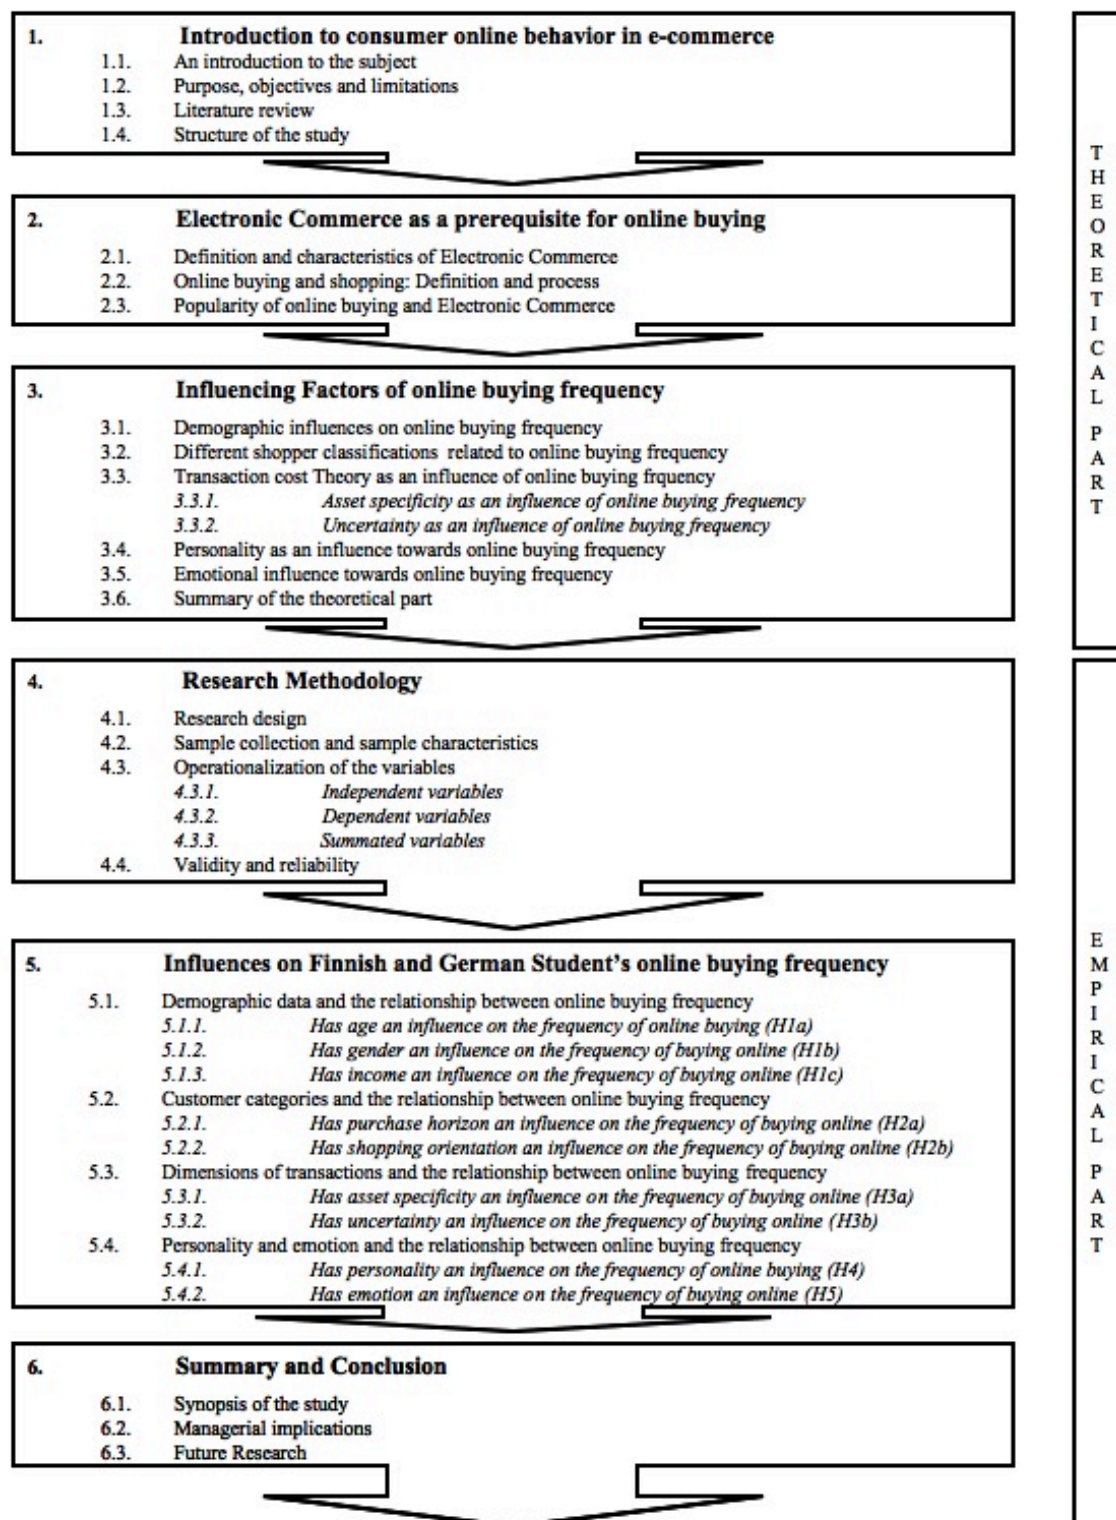 1. Introduction to consumer online behavior in e-commerce
1.1. An introduction to the subject
1.2. Purpose, objectives and limitations
1.3. Literature review
1.4. Structure of the study
2. Electronic Commerce as a prerequisite for online buying
2.1. Definition and characteristics of Electronic Commerce
2.2. Online buying and shopping: Definition and process
2.3. Popularity of online buying and Electronic Commerce
3. Influencing Factors of online buying frequency
3.1. Demographic influences on online buying frequency
3.2. Different shopper classifications related to online buying frequency
3.3. Transaction cost Theory as an influence of online buying frquency
3.3.1. Asset specificity as an influence of online buying frequency
3.3.2. Uncertainty as an influence of online buying frequency
3.4. Personality as an influence towards online buying frequency
3.5. Emotional influence towards online buying frequency
3.6. Summary of the theoretical part
THEORETICAL PART
4. Research Methodology
4.1. Research design
4.2. Sample collection and sample characteristics
4.3. Operationalization of the variables
4.3.1. Independent variables
4.3.2. Dependent variables
4.3.3. Summated variables
4.4. Validity and reliability
5. Influences on Finnish and German Student's online buying frequency
5.1. Demographic data and the relationship between online buying frequency
5.1.1. Has age an influence on the frequency of online buying (H1a)
5.1.2. Has gender an influence on the frequency of buying online (H1b)
5.1.3. Has income an influence on the frequency of buying online (H1c)
5.2. Customer categories and the relationship between online buying frequency
5.2.1. Has purchase horizon an influence on the frequency of buying online (H2a)
5.2.2. Has shopping orientation an influence on the frequency of buying online (H2b)
5.3. Dimensions of transactions and the relationship between online buying frequency
5.3.1. Has asset specificity an influence on the frequency of buying online (H3a)
5.3.2. Has uncertainty an influence on the frequency of buying online (H3b)
5.4. Personality and emotion and the relationship between online buying frequency
5.4.1. Has personality an influence on the frequency of online buying (H4)
5.4.2. Has emotion an influence on the frequency of buying online (H5)
6. Summary and Conclusion
6.1. Synopsis of the study
6.2. Managerial implications
6.3. Future Research
EMPIRICAL PART